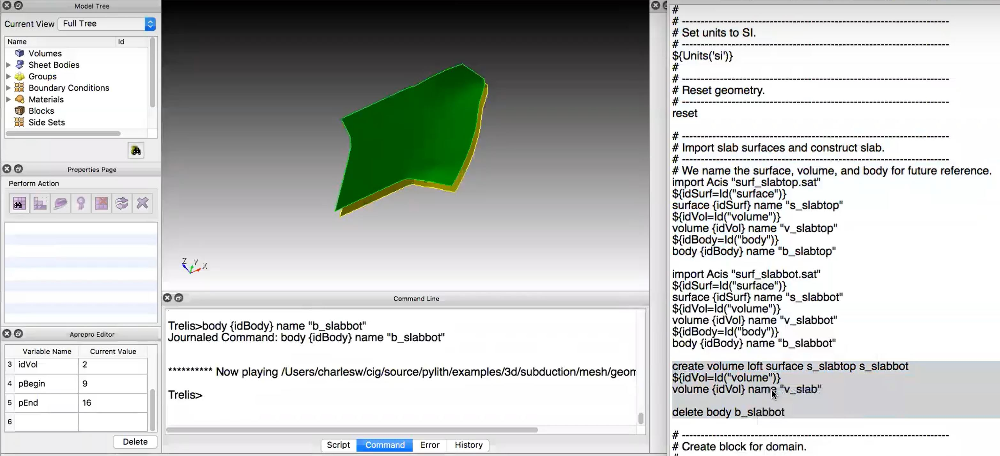 Model Tree
Current View Full Tree
Name Id
Volumes
Sheet Bodies
Groups
Boundary Conditions
Materials
Blocks
Side Sets
Properties Page
Perform Action
Aprepro Editor
Variable Name Current Value
3 idVol 2
4 pBegin 9
5 pEnd 16
6
Delete
Z Y X
Command Line
Trelis>body {idBody} name "b_slabbot"
Journaled Command: body {idBody} name "b_slabbot"
********** Now playing /Users/charlesw/cig/source/pylith/examples/3d/subduction/mesh/geom
Trelis>
Script Command Error History
#
# ----------------------------------------------------------------------
# Set units to SI.
# ----------------------------------------------------------------------
${Units('si')}
#
# ----------------------------------------------------------------------
# Reset geometry.
# ----------------------------------------------------------------------
reset
# ----------------------------------------------------------------------
# Import slab surfaces and construct slab.
# ----------------------------------------------------------------------
# We name the surface, volume, and body for future reference.
import Acis "surf_slabtop.sat"
${idSurf=Id("surface")}
surface {idSurf} name "s_slabtop"
${idVol=Id("volume")}
volume {idVol} name "v_slabtop"
${idBody=Id("body")}
body {idBody} name "b_slabtop"
import Acis "surf_slabbot.sat"
${idSurf=Id("surface")}
surface {idSurf} name "s_slabbot"
${idVol=Id("volume")}
volume {idVol} name "v_slabbot"
${idBody=Id("body")}
body {idBody} name "b_slabbot"
create volume loft surface s_slabtop s_slabbot
${idVol=Id("volume")}
volume {idVol} name "v_slab"
delete body b_slabbot
# ----------------------------------------------------------------------
# Create block for domain.
#